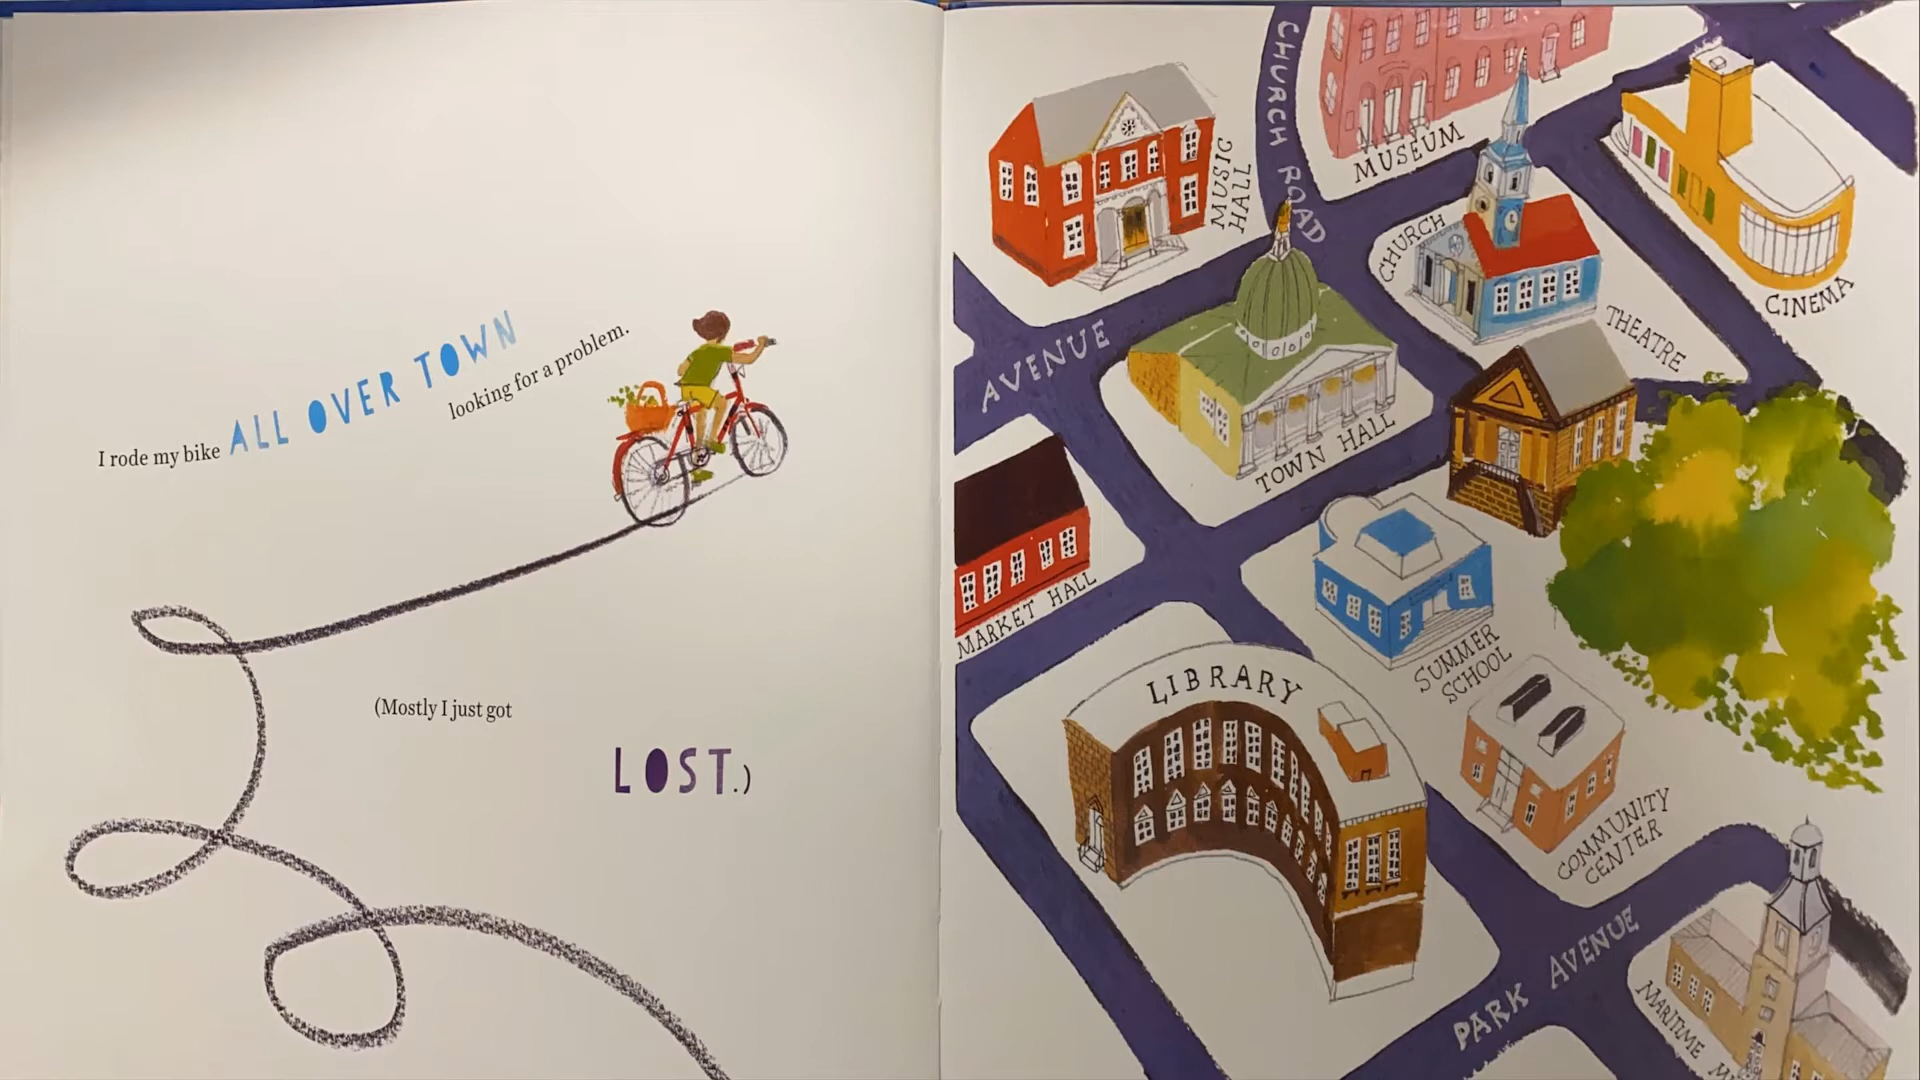 I rode my bike ALL OVER TOWN
looking for a problem.
(Mostly I just got
LOST.)
CHURCH ROAD
MUSIC
HALL
MUSEUM
CHURCH
THEATRE
CINEMA
AVENUE
TOWN HALL
MARKET HALL
SUMMER
SCHOOL
LIBRARY
COMMUNITY
CENTER
PARK AVENUE
MARITIME